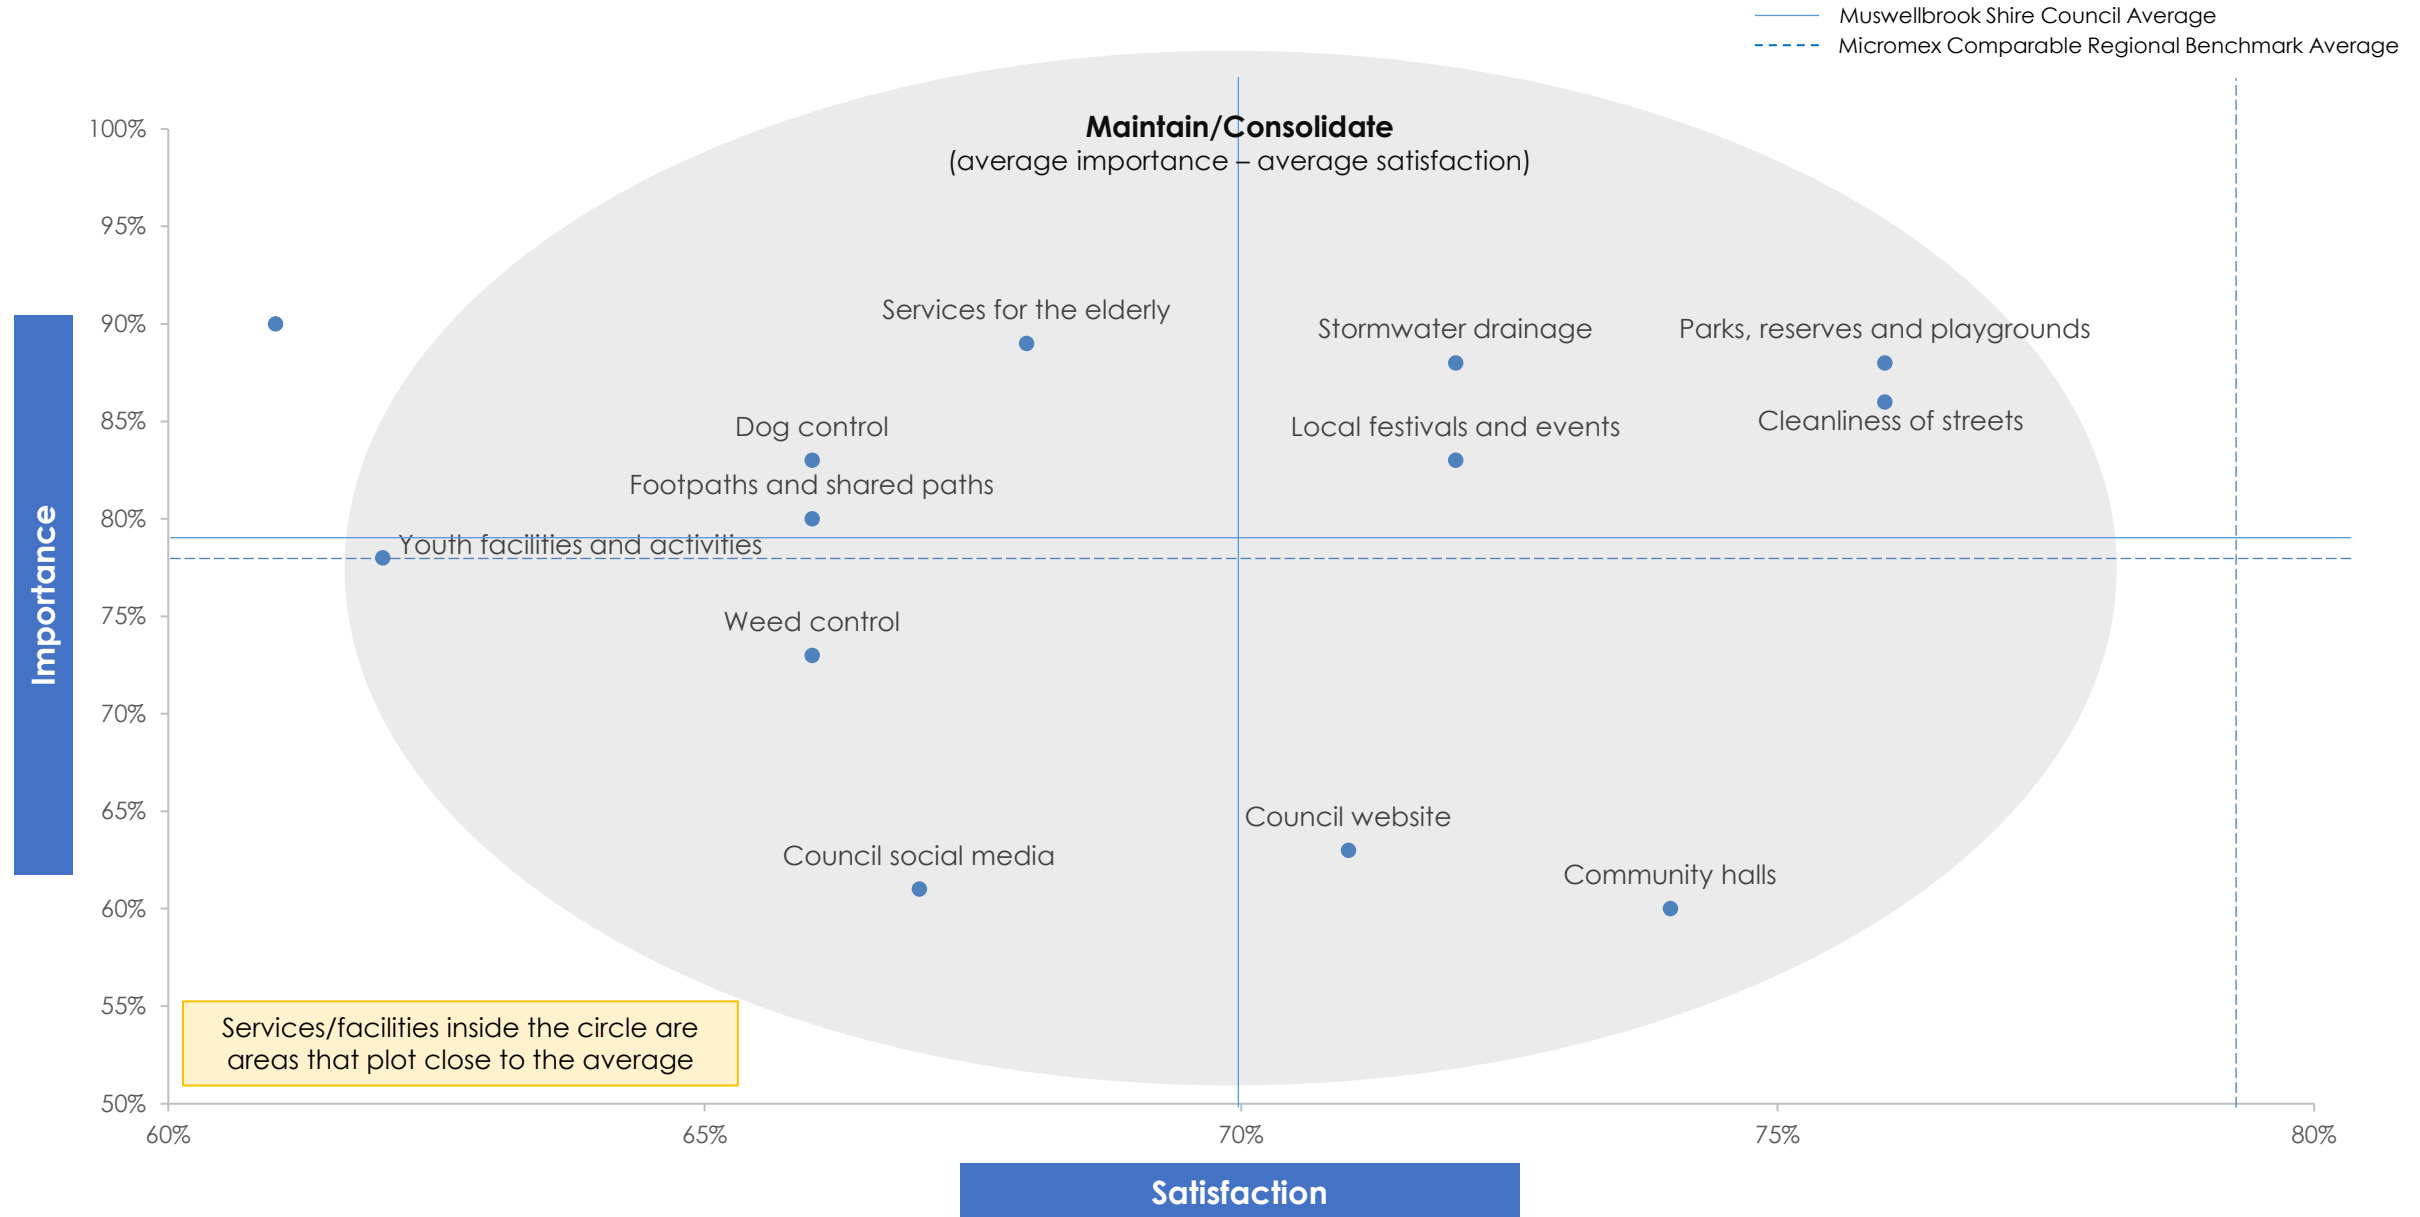 Muswellbrook Shire Council Average
Micromex Comparable Regional Benchmark Average
Maintain/Consolidate
(average importance – average satisfaction)
100%
95%
90%
85%
80%
75%
70%
65%
60%
55%
50%
Importance
Services for the elderly
Stormwater drainage
Parks, reserves and playgrounds
Cleanliness of streets
Dog control
Local festivals and events
Footpaths and shared paths
Youth facilities and activities
Weed control
Council website
Council social media
Community halls
Services/facilities inside the circle are
areas that plot close to the average
60%
65%
70%
75%
80%
Satisfaction